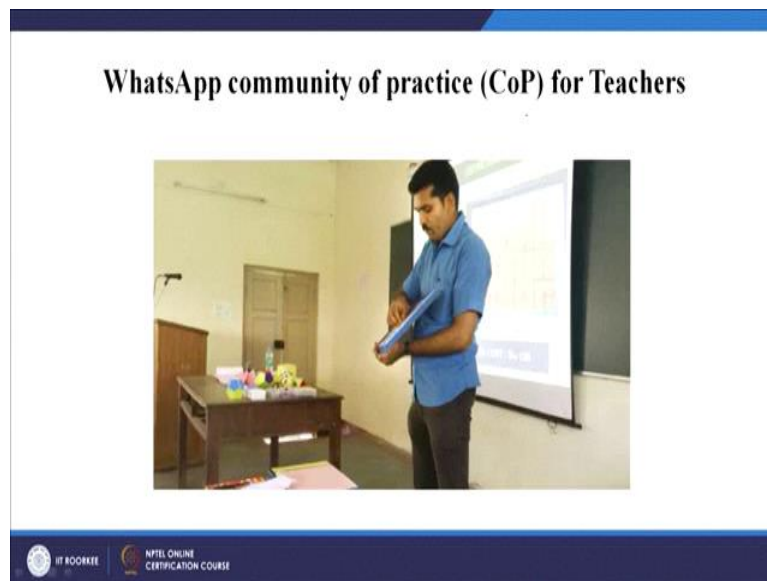 WhatsApp community of practice (CoP) for Teachers
IIT ROORKEE
NPTEL ONLINE
CERTIFICATION COURSE